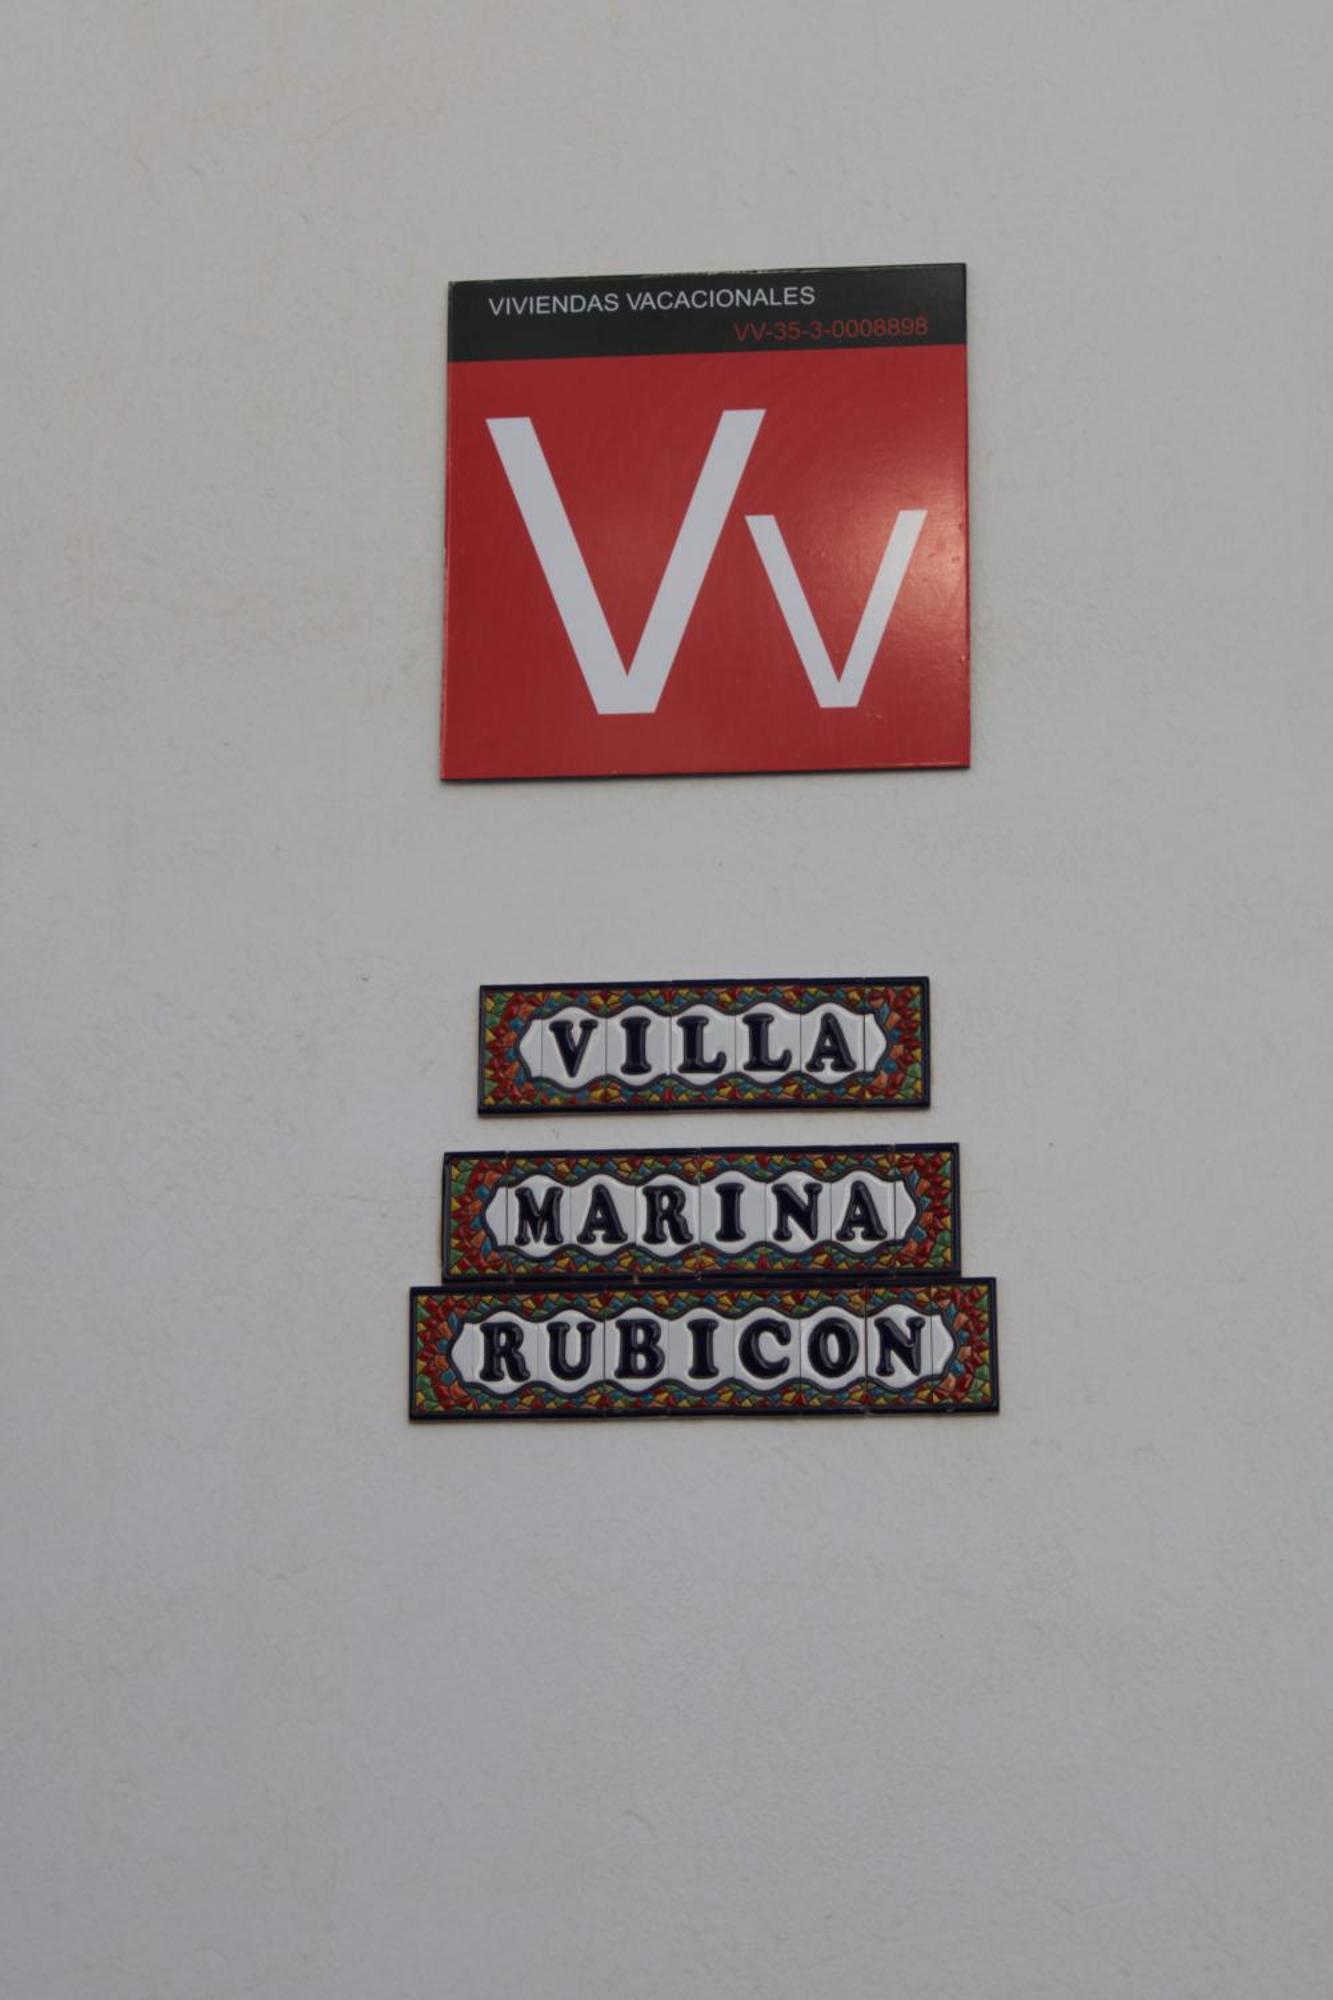 VIVIENDAS VACACIONALES
VV-35-3-0008898
Vv
VILLA
MARINA
RUBICON